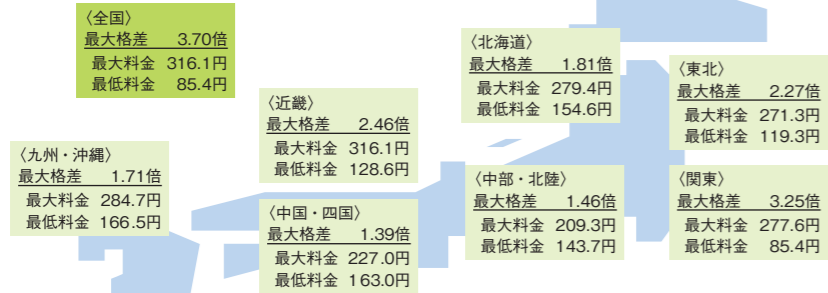 〈全国〉
最大格差 3.70倍
最大料金 316.1円
最低料金 85.4円
〈北海道〉
最大格差 1.81倍
最大料金 279.4円
最低料金 154.6円
〈東北〉
最大格差 2.27倍
最大料金 271.3円
最低料金 119.3円
〈近畿〉
最大格差 2.46倍
最大料金 316.1円
最低料金 128.6円
〈九州・沖縄〉
最大格差 1.71倍
最大料金 284.7円
最低料金 166.5円
〈中部・北陸〉
最大格差 1.46倍
最大料金 209.3円
最低料金 143.7円
〈関東〉
最大格差 3.25倍
最大料金 277.6円
最低料金 85.4円
〈中国・四国〉
最大格差 1.39倍
最大料金 227.0円
最低料金 163.0円